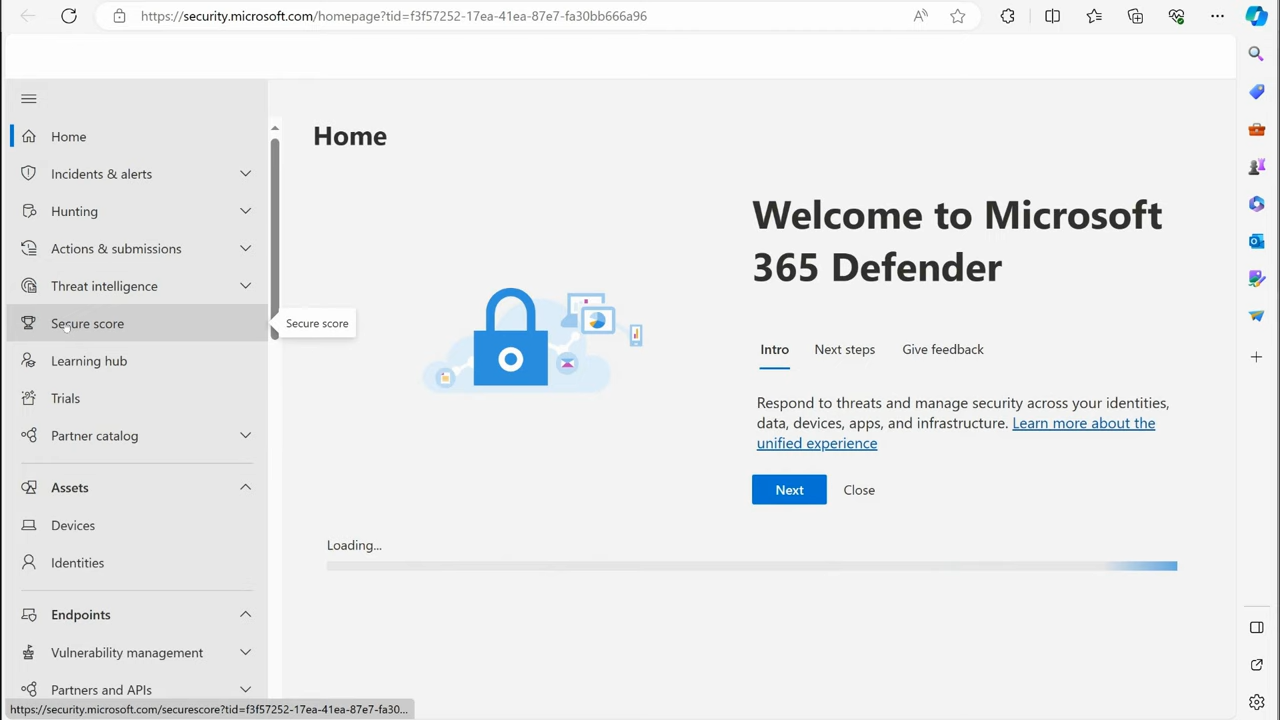 https://security.microsoft.com/homepage?tid=f3f57252-17ea-41ea-87e7-fa30bb666a96
Home
Incidents & alerts
Hunting
Actions & submissions
Threat intelligence
Secure score
Learning hub
Trials
Partner catalog
Assets
Devices
Identities
Endpoints
Vulnerability management
Partners and APIs
https://security.microsoft.com/securescore?tid=f3f57252-17ea-41ea-87e7-fa30...
Secure score
Home
Welcome to Microsoft
365 Defender
Intro Next steps Give feedback
Respond to threats and manage security across your identities,
data, devices, apps, and infrastructure. Learn more about the
unified experience
Next Close
Loading...